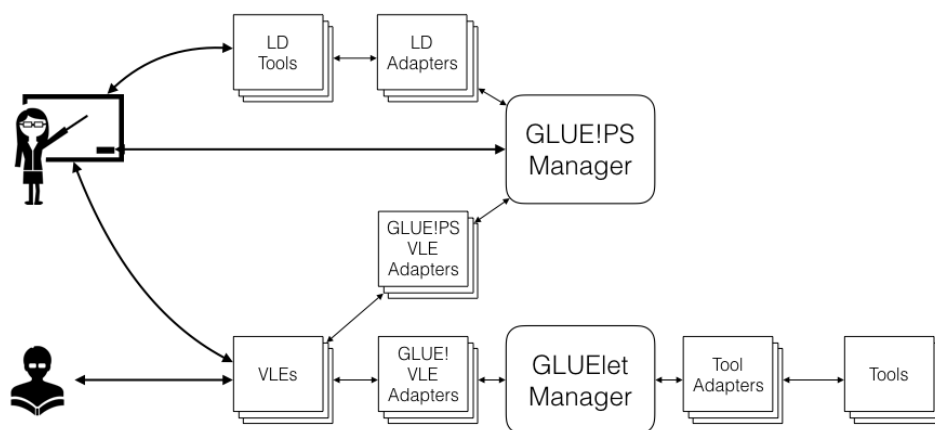 LD
Tools
LD
Adapters
GLUE!PS
Manager
GLUE!PS
VLE
Adapters
VLEs
GLUE!
VLE
Adapters
GLUElet
Manager
Tool
Adapters
Tools